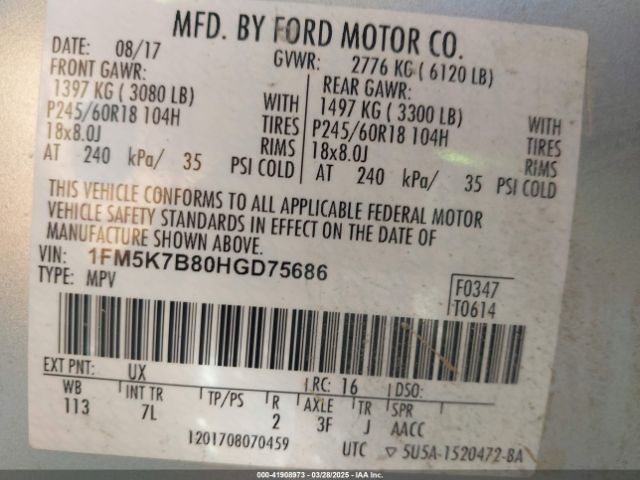 MFD. BY FORD MOTOR CO.
DATE: 08/17 GVWR: 2776 KG ( 6120 LB)
FRONT GAWR: REAR GAWR:
1397 KG ( 3080 LB) WITH 1497 KG ( 3300 LB) WITH
P245/60R18 104H TIRES P245/60R18 104H TIRES
18x8.0J RIMS 18x8.0J RIMS
AT 240 kPa/ 35 PSI COLD AT 240 kPa/ 35 PSI COLD
THIS VEHICLE CONFORMS TO ALL APPLICABLE FEDERAL MOTOR
VEHICLE SAFETY STANDARDS IN EFFECT ON THE DATE OF
MANUFACTURE SHOWN ABOVE.
VIN: 1FM5K7B80HGD75686
TYPE: MPV F0347
T0614
EXT PNT: UX RC: 16 DSO:
WB INT TR TP/PS R AXLE TR SPR
113 7L 2 3F J AACC
1201708070459 UTC ▽ 5U5A-1520472-BA
000-41908973 | 03/28/2025 - IAAI.COM